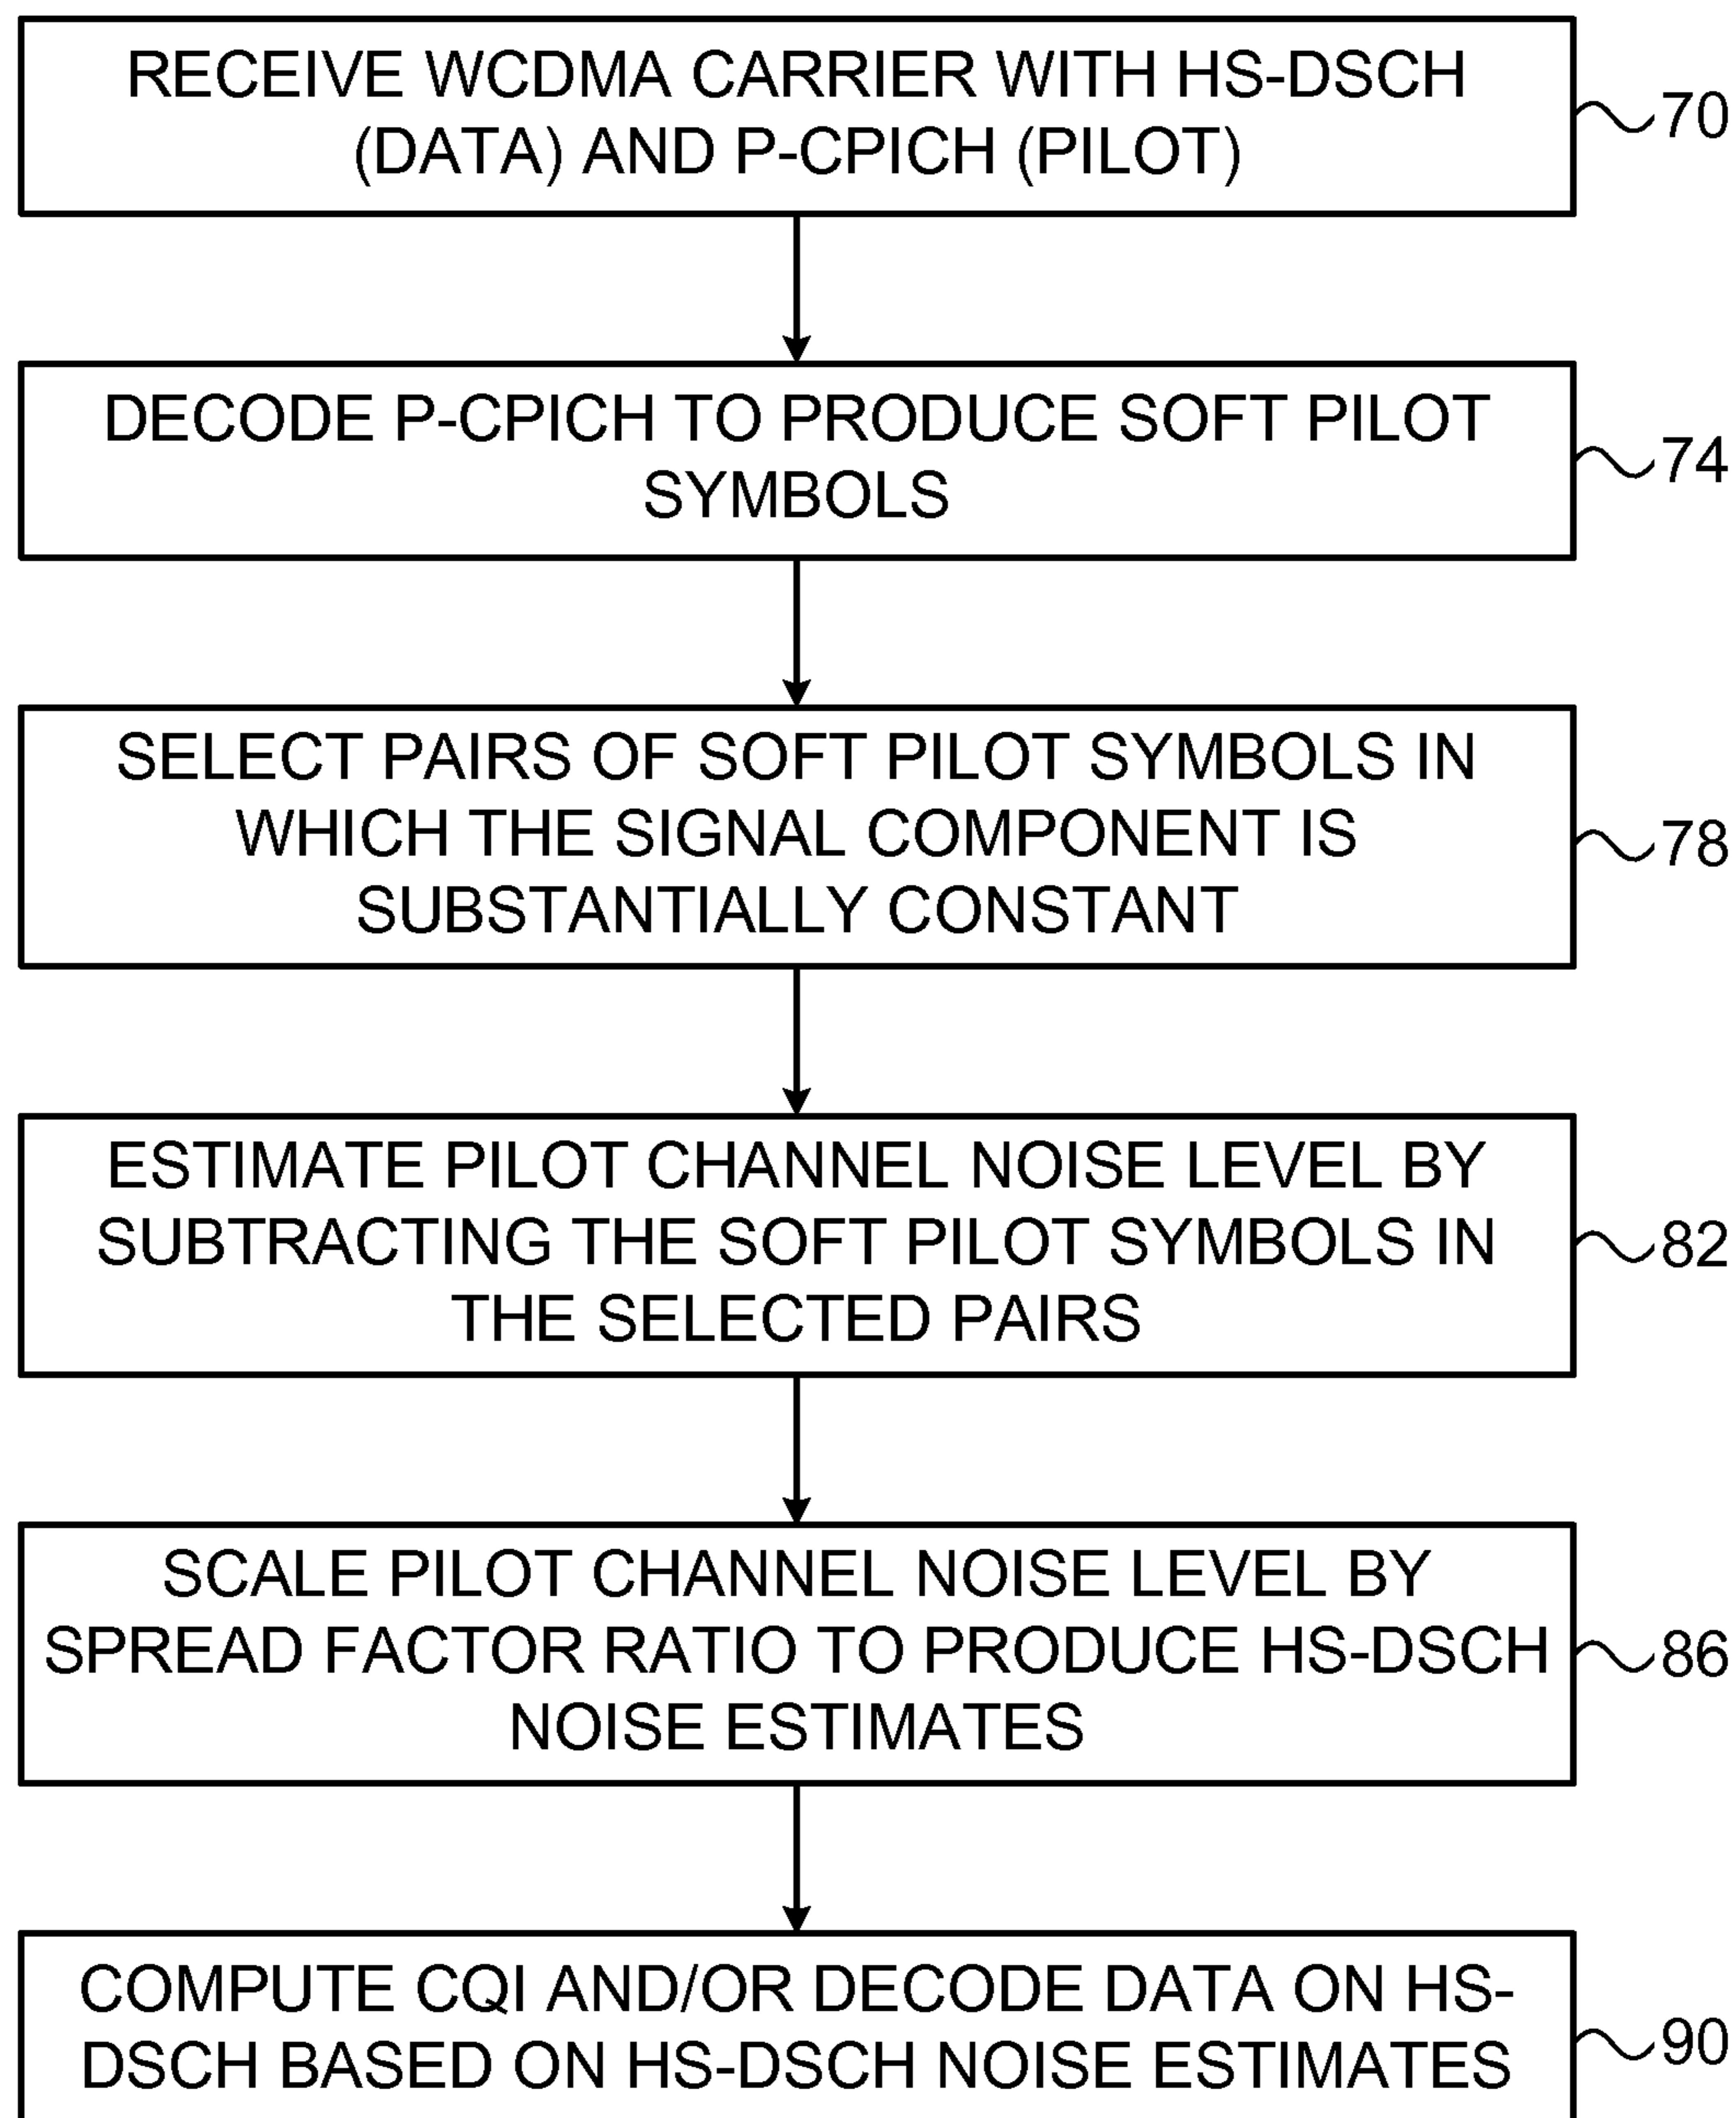 RECEIVE WCDMA CARRIER WITH HS-DSCH
(DATA) AND P-CPICH (PILOT)
70
DECODE P-CPICH TO PRODUCE SOFT PILOT
SYMBOLS
74
SELECT PAIRS OF SOFT PILOT SYMBOLS IN
WHICH THE SIGNAL COMPONENT IS
SUBSTANTIALLY CONSTANT
78
ESTIMATE PILOT CHANNEL NOISE LEVEL BY
SUBTRACTING THE SOFT PILOT SYMBOLS IN
THE SELECTED PAIRS
82
SCALE PILOT CHANNEL NOISE LEVEL BY
SPREAD FACTOR RATIO TO PRODUCE HS-DSCH
NOISE ESTIMATES
86
COMPUTE CQI AND/OR DECODE DATA ON HS-
DSCH BASED ON HS-DSCH NOISE ESTIMATES
90